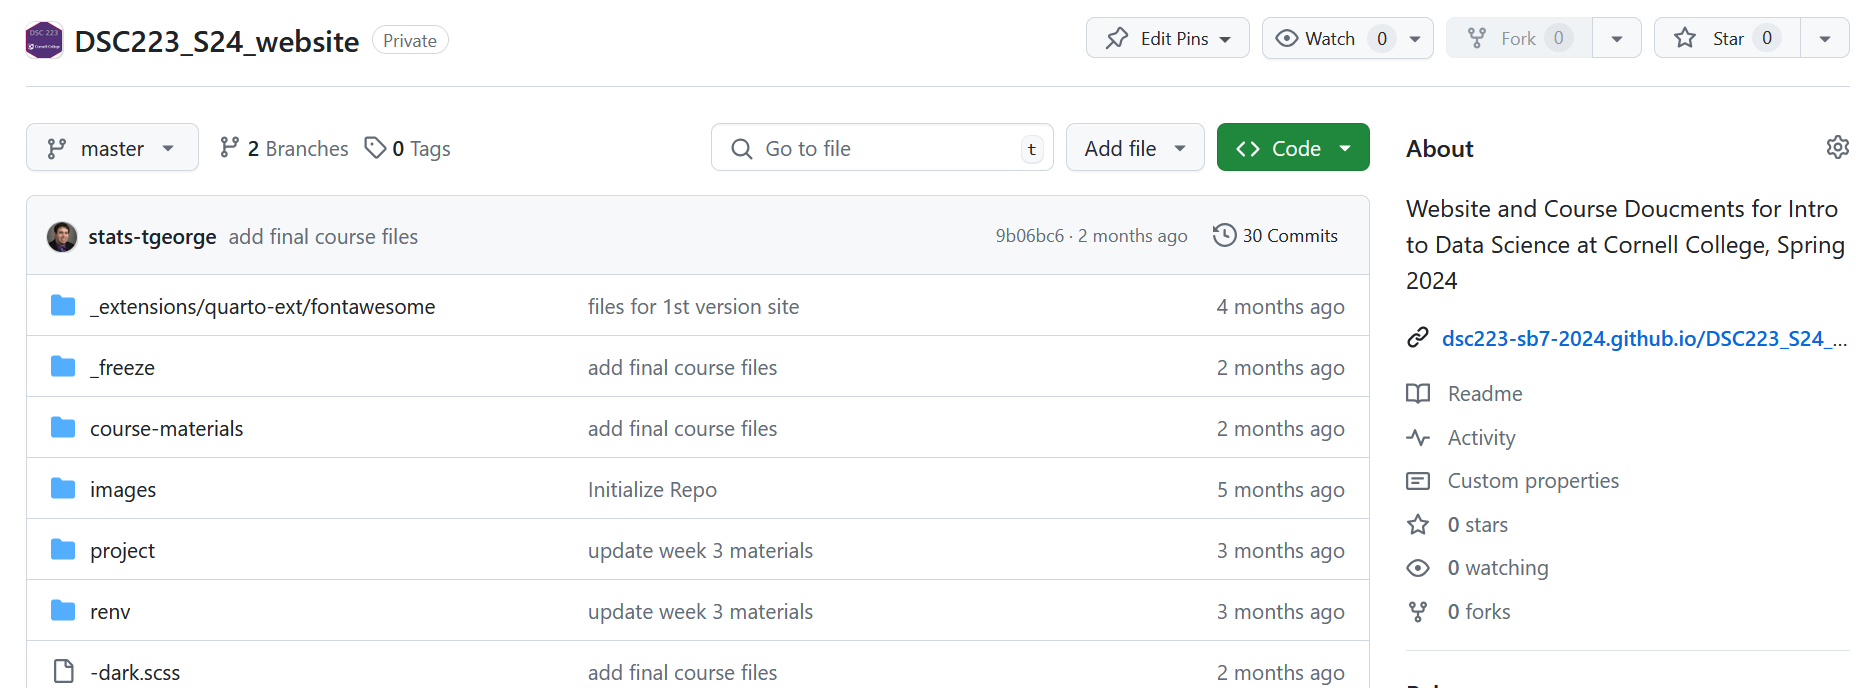 DSC 223
Cornell College
DSC223_S24_website
Private
Edit Pins
Watch 0
Fork 0
Star 0
master
2 Branches
0 Tags
Go to file
t
Add file
Code
stats-tgeorge add final course files
9b06bc6 · 2 months ago
30 Commits
_extensions/quarto-ext/fontawesome files for 1st version site 4 months ago
_freeze add final course files 2 months ago
course-materials add final course files 2 months ago
images Initialize Repo 5 months ago
project update week 3 materials 3 months ago
renv update week 3 materials 3 months ago
-dark.scss add final course files 2 months ago
About
Website and Course Doucments for Intro
to Data Science at Cornell College, Spring
2024
dsc223-sb7-2024.github.io/DSC223_S24_...
Readme
Activity
Custom properties
0 stars
0 watching
0 forks